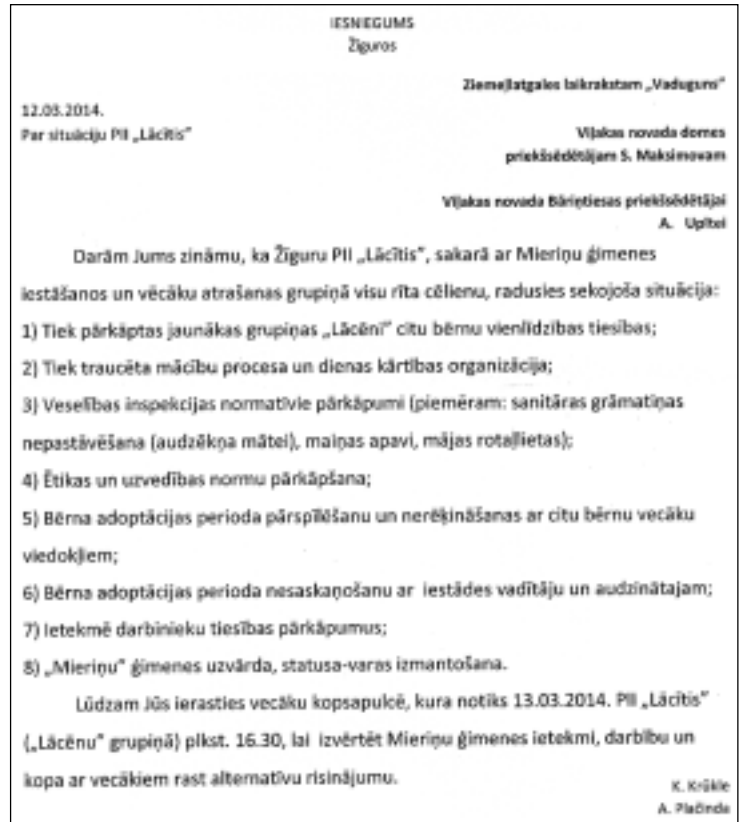 IESNIEGUMS
Žīguros
Ziemeļlatgales laikrakstam „Vaduguns"
12.03.2014.
Par situāciju PII „Lācītis"
Viļakas novada domes
priekšsēdētājam S. Maksimovam
Viļakas novada Bāriņtiesas priekšsēdētājai
A. Upītei
Darām Jums zināmu, ka Žīguru PII „Lācītis", sakarā ar Mieriņu ģimenes
iestāšanos un vēcāku atrašanas grupiņā visu rīta cēlienu, radusies sekojoša situācija:
1) Tiek pārkāptas jaunākas grupiņas „Lācēni" citu bērnu vienlīdzības tiesības;
2) Tiek traucēta mācību procesa un dienas kārtības organizācija;
3) Veselības inspekcijas normatīvie pārkāpumi (piemēram: sanitāras grāmatiņas
nepastāvēšana (audzēkņa mātei), maiņas apavi, mājas rotaļlietas);
4) Ētikas un uzvedības normu pārkāpšana;
5) Bērna adoptācijas perioda pārspīlēšanu un nerēķināšanas ar citu bērnu vecāku
viedokļiem;
6) Bērna adoptācijas perioda nesaskaņošanu ar iestādes vadītāju un audzinātajam;
7) Ietekmē darbinieku tiesības pārkāpumus;
8) „Mieriņu" ģimenes uzvārda, statusa-varas izmantošana.
Lūdzam Jūs ierasties vecāku kopsapulcē, kura notiks 13.03.2014. PII „Lācītis"
(„Lācēnu" grupiņā) plkst. 16.30, lai izvērtēt Mieriņu ģimenes ietekmi, darbību un
kopa ar vecākiem rast alternatīvu risinājumu.
K. Krūkle
A. Plačinda